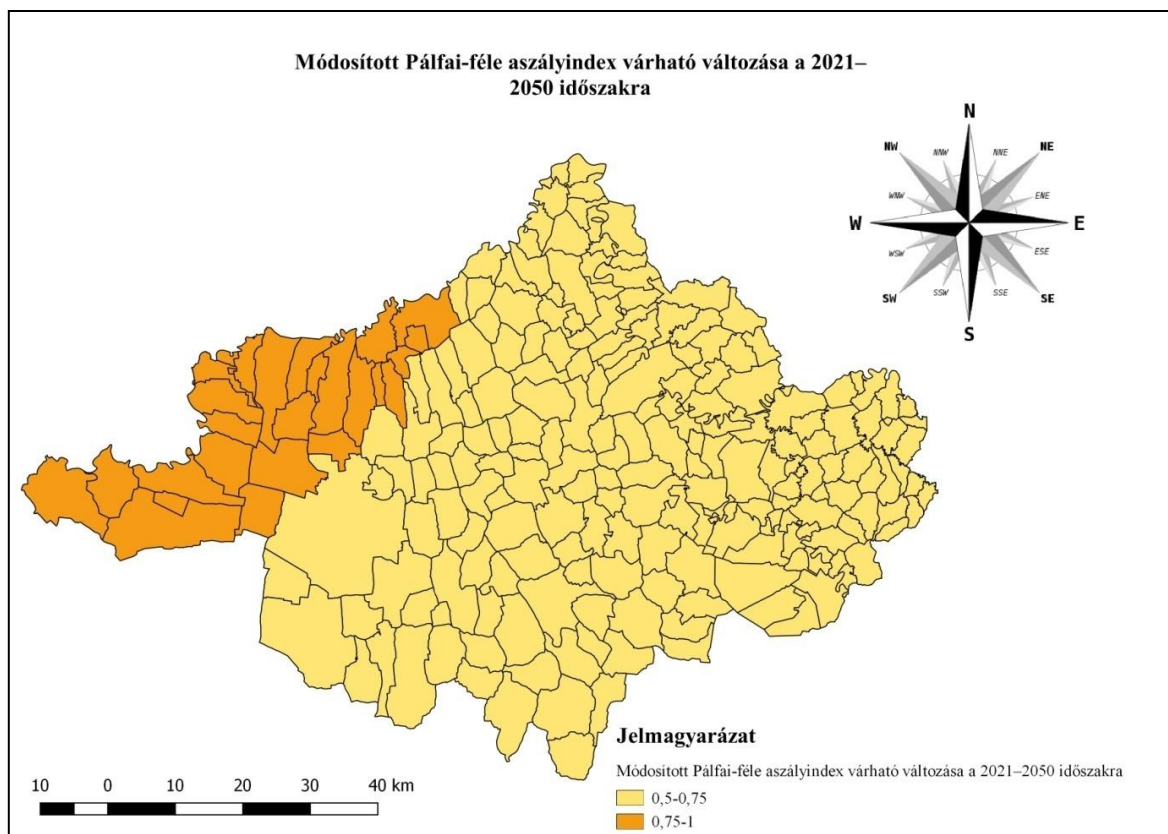 Módosított Pálfai-féle aszályindex várható változása a 2021–
2050 időszakra
N
NNW
NNE
NW
NE
WNW
ENE
W
E
WSW
ESE
SW
SSW
SSE
SE
S
Jelmagyarázat
Módosított Pálfai-féle aszályindex várható változása a 2021–2050 időszakra
0,5-0,75
0,75-1
10 0 10 20 30 40 km